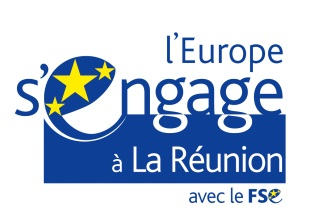 l'Europe
s'engage
à La Réunion
avec le FSe